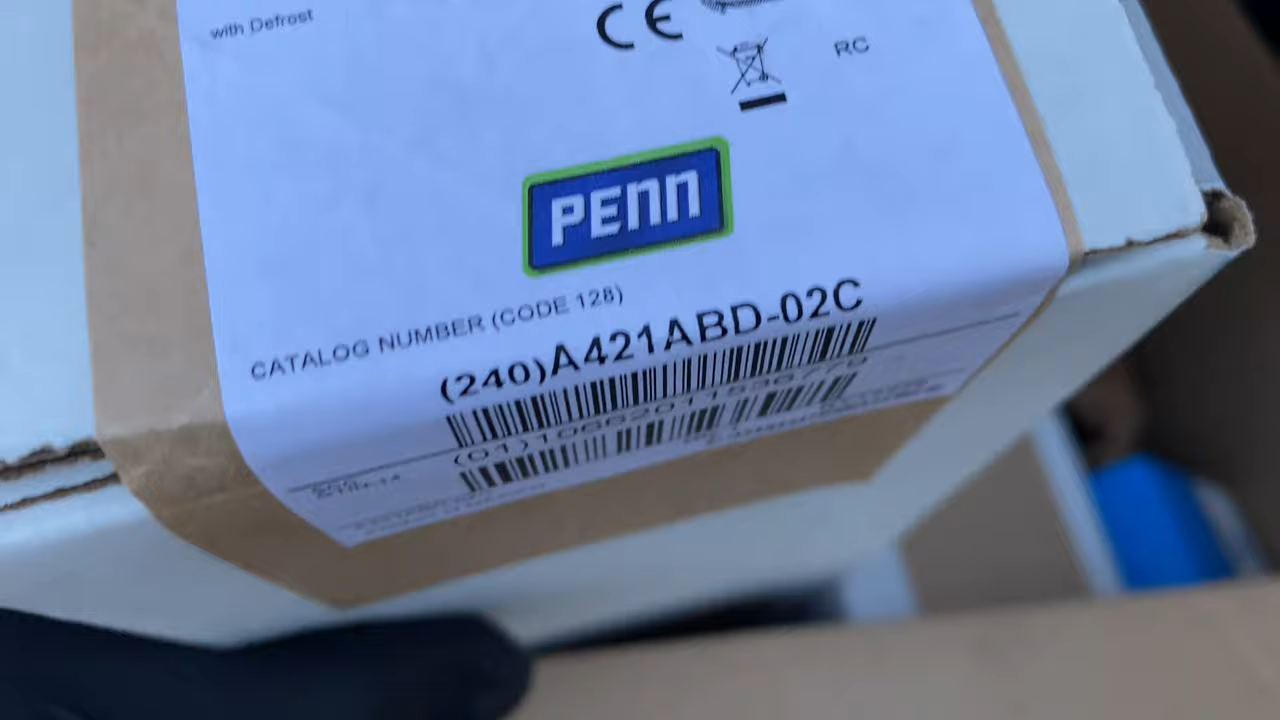 with Defrost
CE
RC
PENN
CATALOG NUMBER (CODE 128)
(240)A421ABD-02C